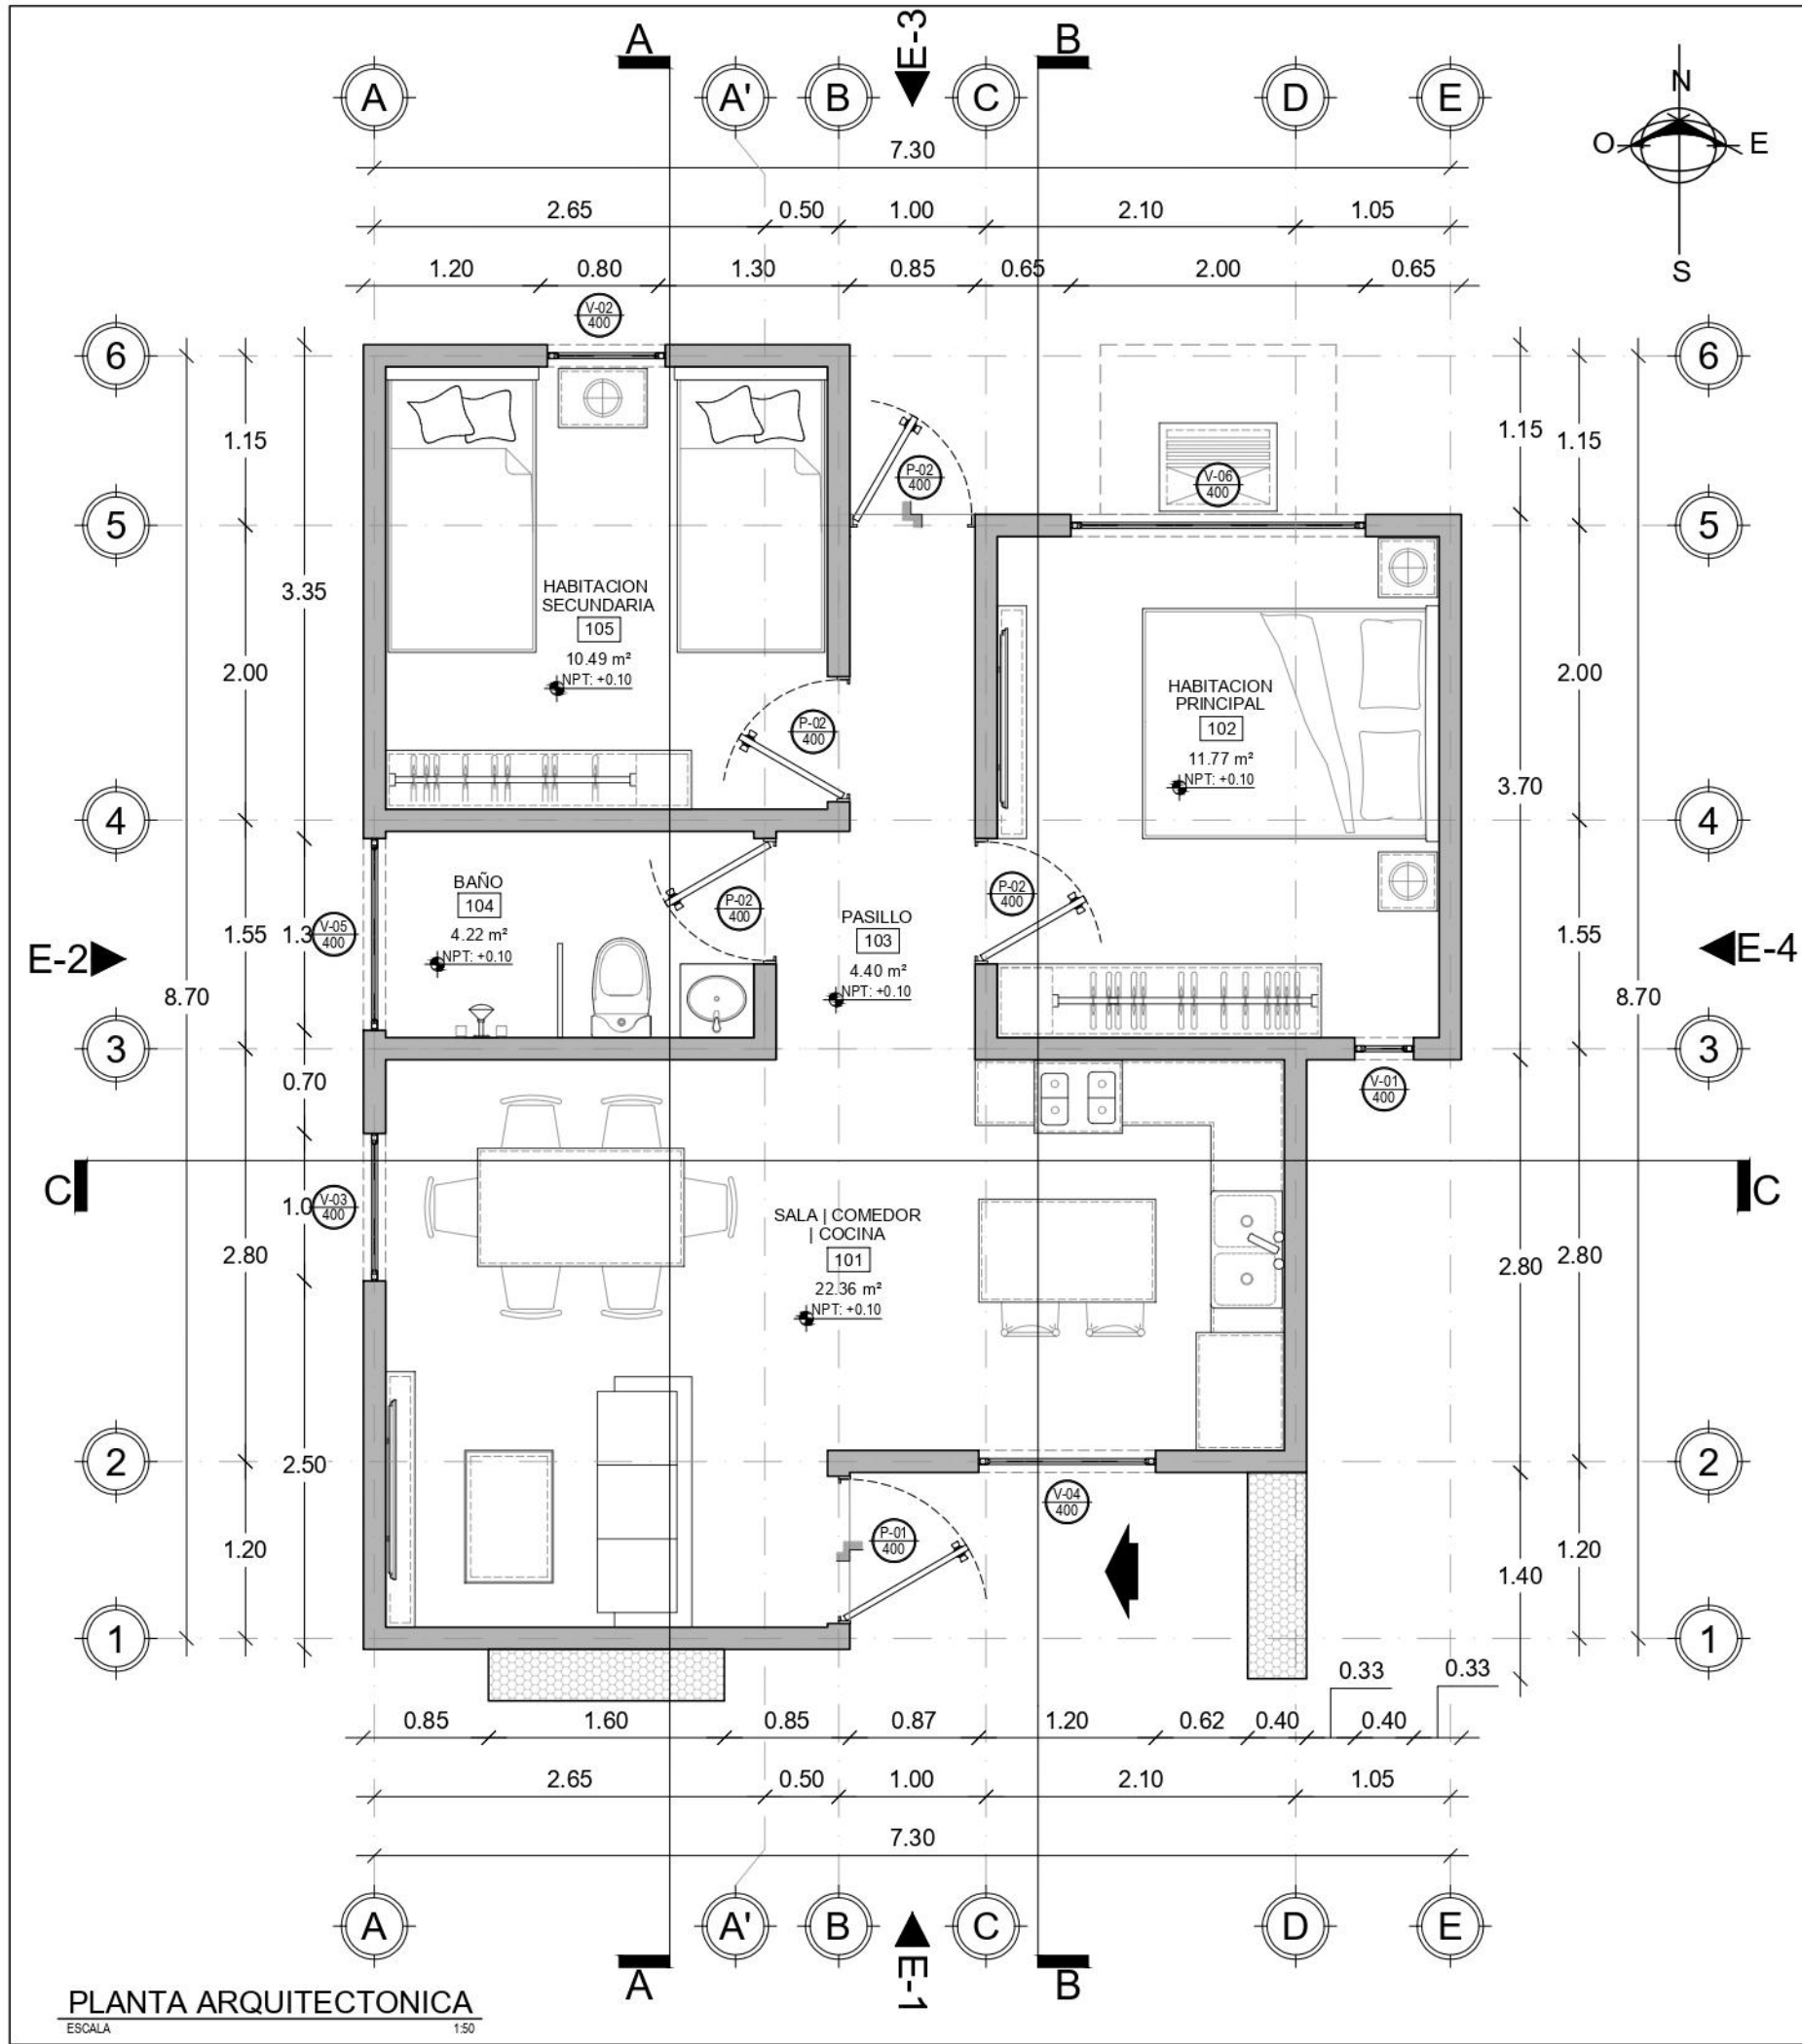 A B
E-3
A A' B C D E
N
O E
S
7.30
2.65 0.50 1.00 2.10 1.05
1.20 0.80 1.30 0.85 0.65 2.00 0.65
V-02
400
6 6
1.15 1.15 1.15
P-02
400
V-06
400
5 5
3.35
HABITACION
SECUNDARIA
105
10.49 m²
NPT: +0.10
2.00 2.00
HABITACION
PRINCIPAL
102
11.77 m²
NPT: +0.10
P-02
400
3.70
4 4
BAÑO
104
4.22 m²
NPT: +0.10
P-02
400
P-02
400
PASILLO
103
4.40 m²
NPT: +0.10
1.55 1.3 1.55
V-05
400
E-2 E-4
8.70 8.70
3 3
0.70
V-01
400
C C
1.0
V-03
400
SALA | COMEDOR
| COCINA
101
22.36 m²
NPT: +0.10
2.80 2.80 2.80
2 2
2.50
V-04
400
P-01
400
1.20 1.20
1.40
1 1
0.33 0.33
0.85 1.60 0.85 0.87 1.20 0.62 0.40 0.40
2.65 0.50 1.00 2.10 1.05
7.30
A A' B C D E
A B
E-1
PLANTA ARQUITECTONICA
ESCALA 1:50